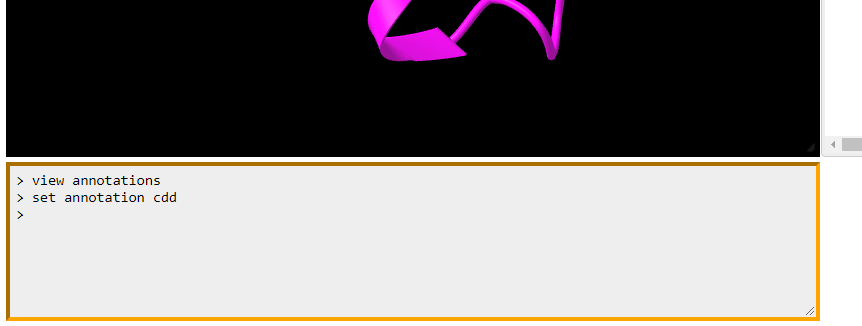 > view annotations
> set annotation cdd
>